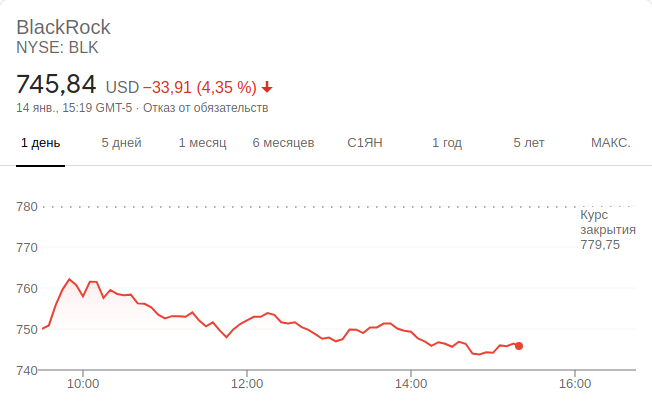 BlackRock
NYSE: BLK
745,84 USD −33,91 (4,35 %)
14 янв., 15:19 GMT-5 · Отказ от обязательств
1 день 5 дней 1 месяц 6 месяцев С1ЯН 1 год 5 лет МАКС.
780
Курс
закрытия
779,75
770
760
750
740
10:00 12:00 14:00 16:00